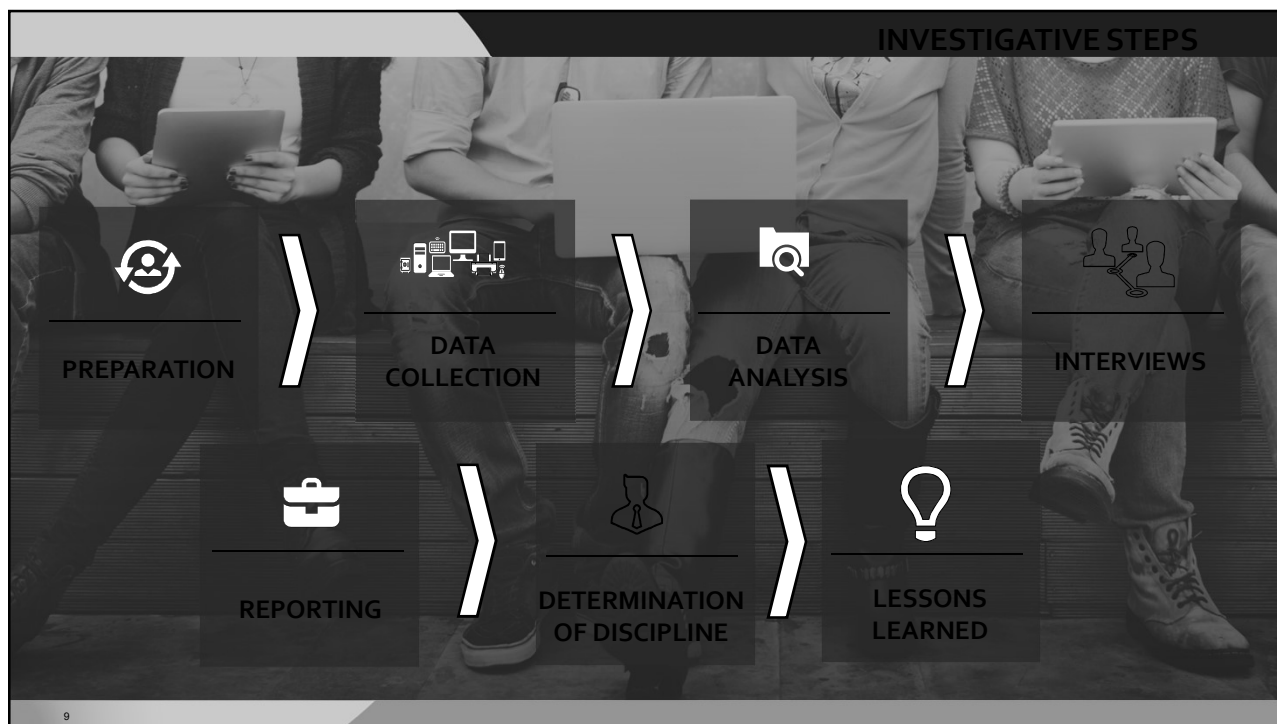 INVESTIGATIVE STEPS
PREPARATION
DATA
COLLECTION
DATA
ANALYSIS
INTERVIEWS
REPORTING
DETERMINATION
OF DISCIPLINE
LESSONS
LEARNED
9